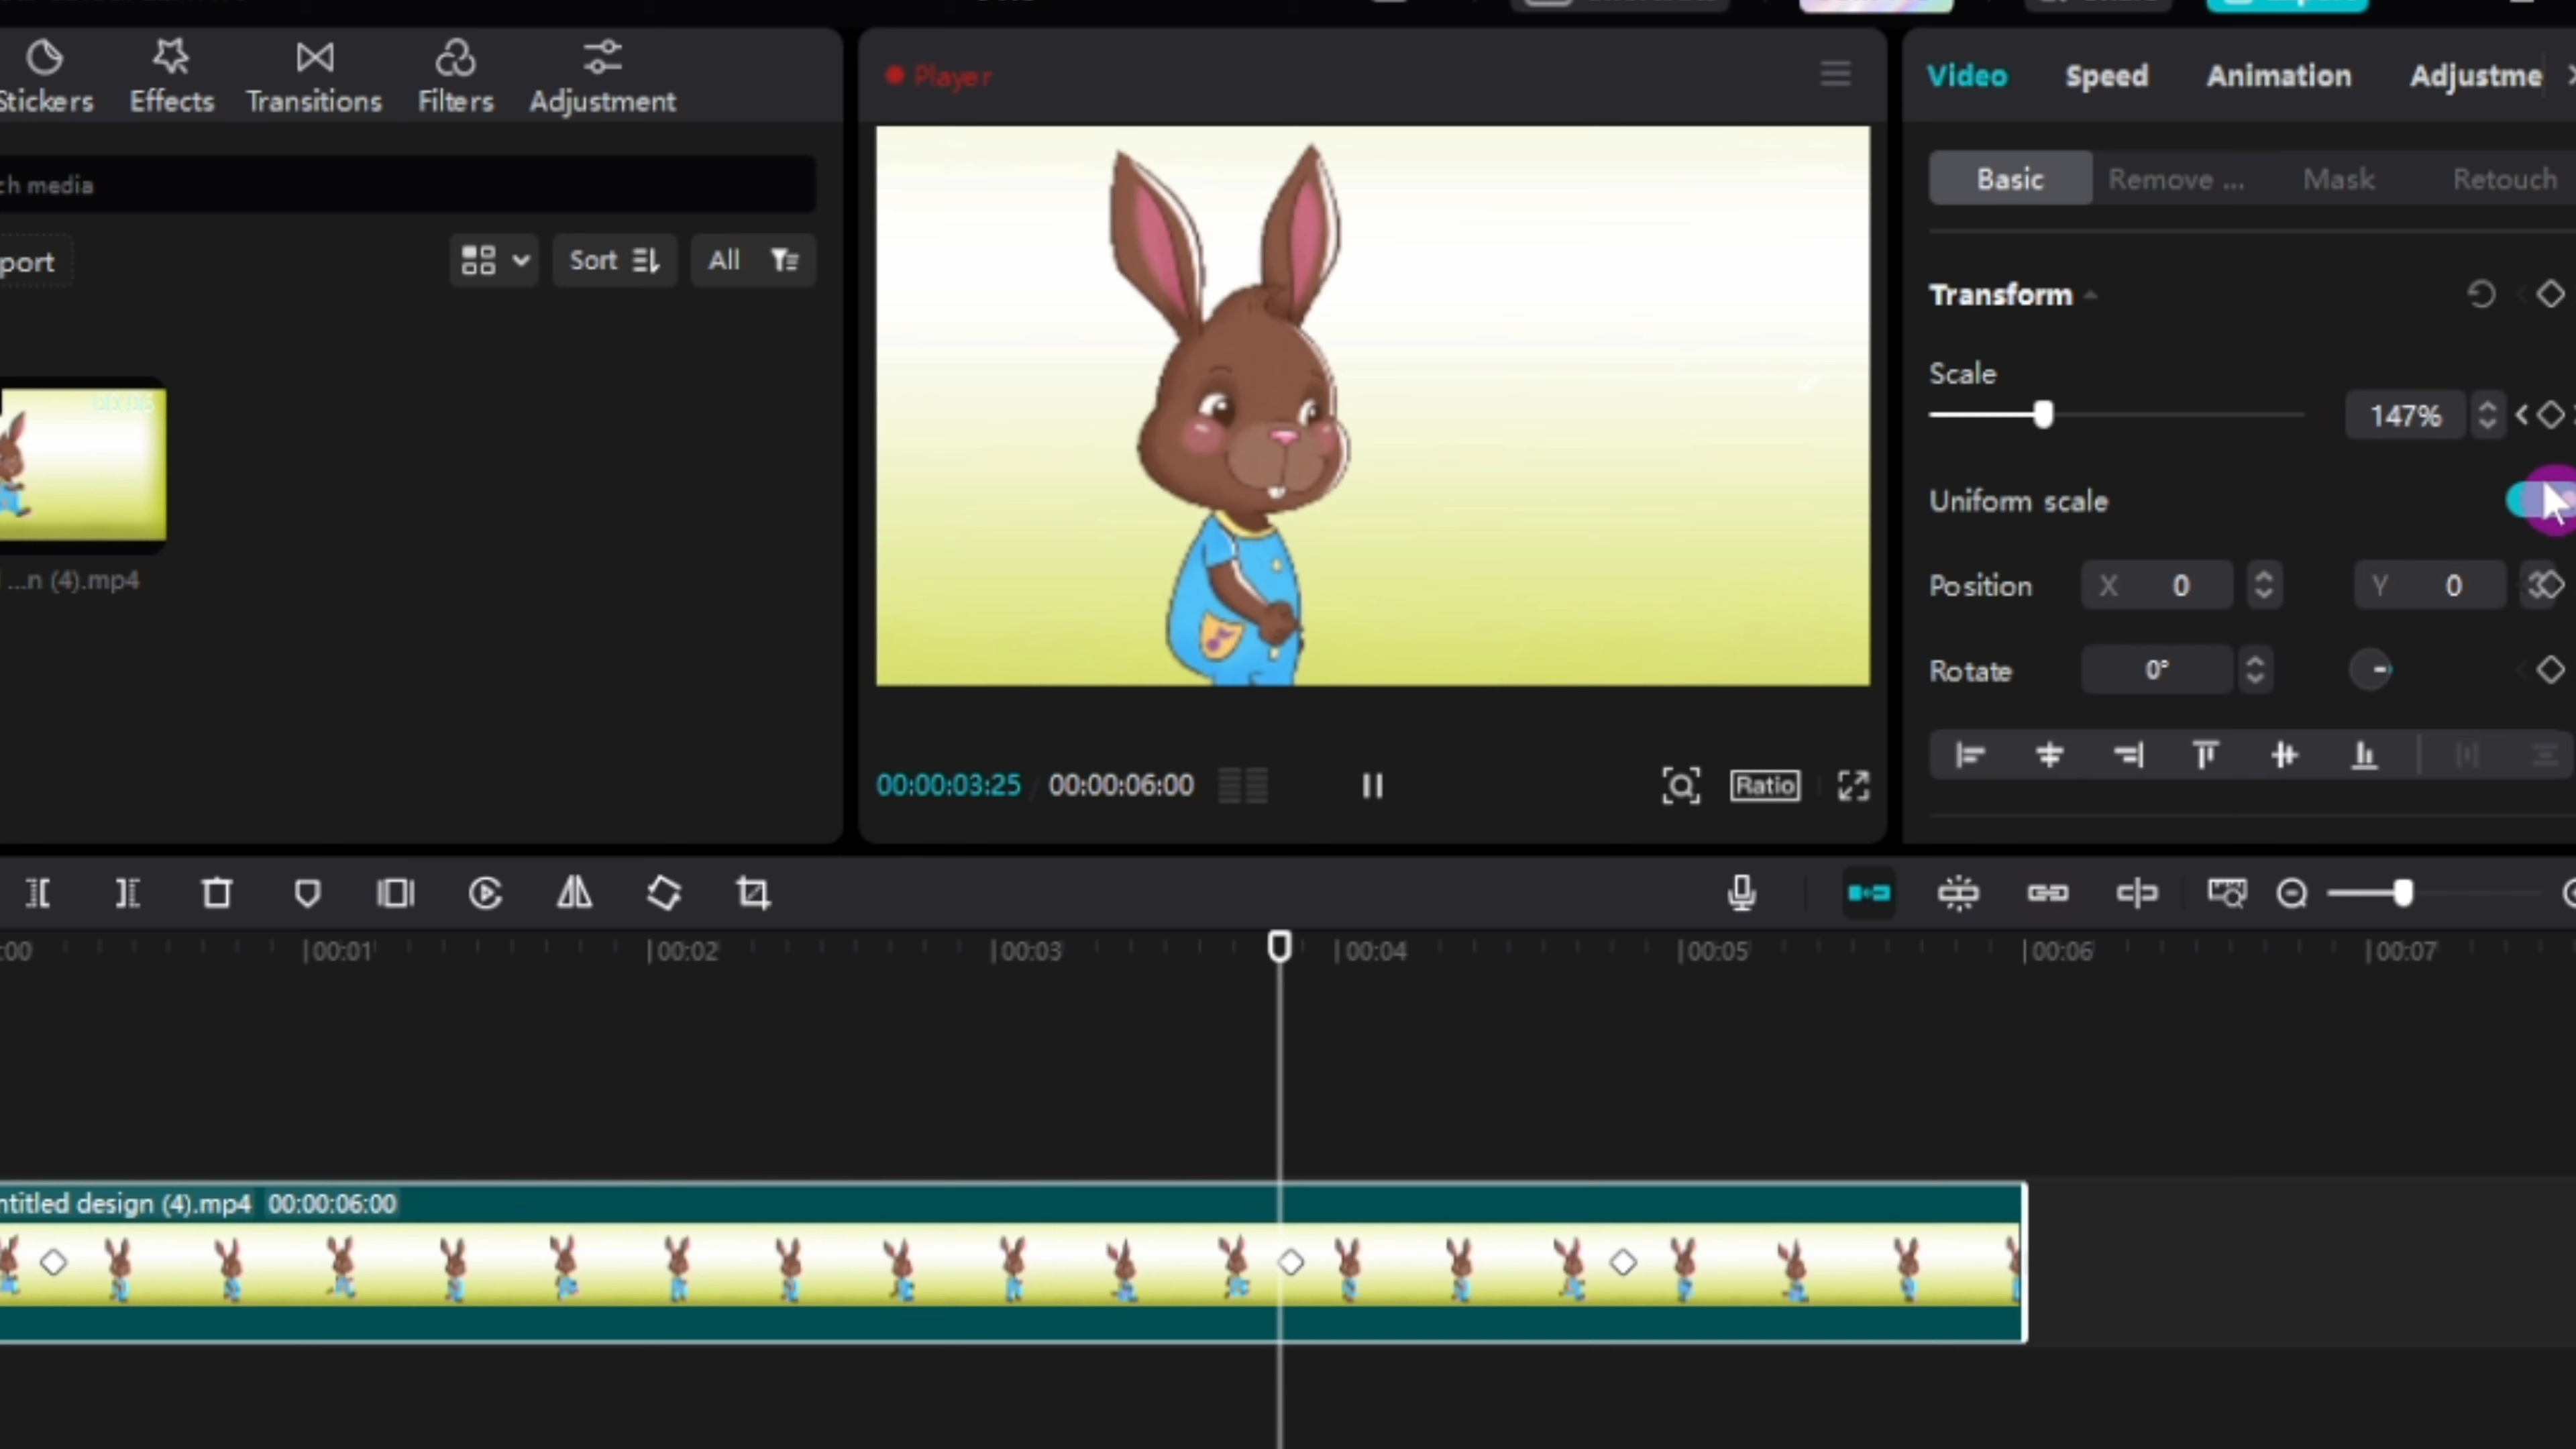 Stickers
Effects
Transitions
Filters
Adjustment
Player
Video
Speed
Animation
Adjustme
ch media
Basic
Remove ...
Mask
Retouch
port
Sort
All
Transform
Scale
147%
Uniform scale
...n (4).mp4
Position X 0 Y 0
Rotate 0°
00:00:03:25 / 00:00:06:00
Ratio
:00 00:01 00:02 00:03 00:04 00:05 00:06 00:07
ntitled design (4).mp4 00:00:06:00